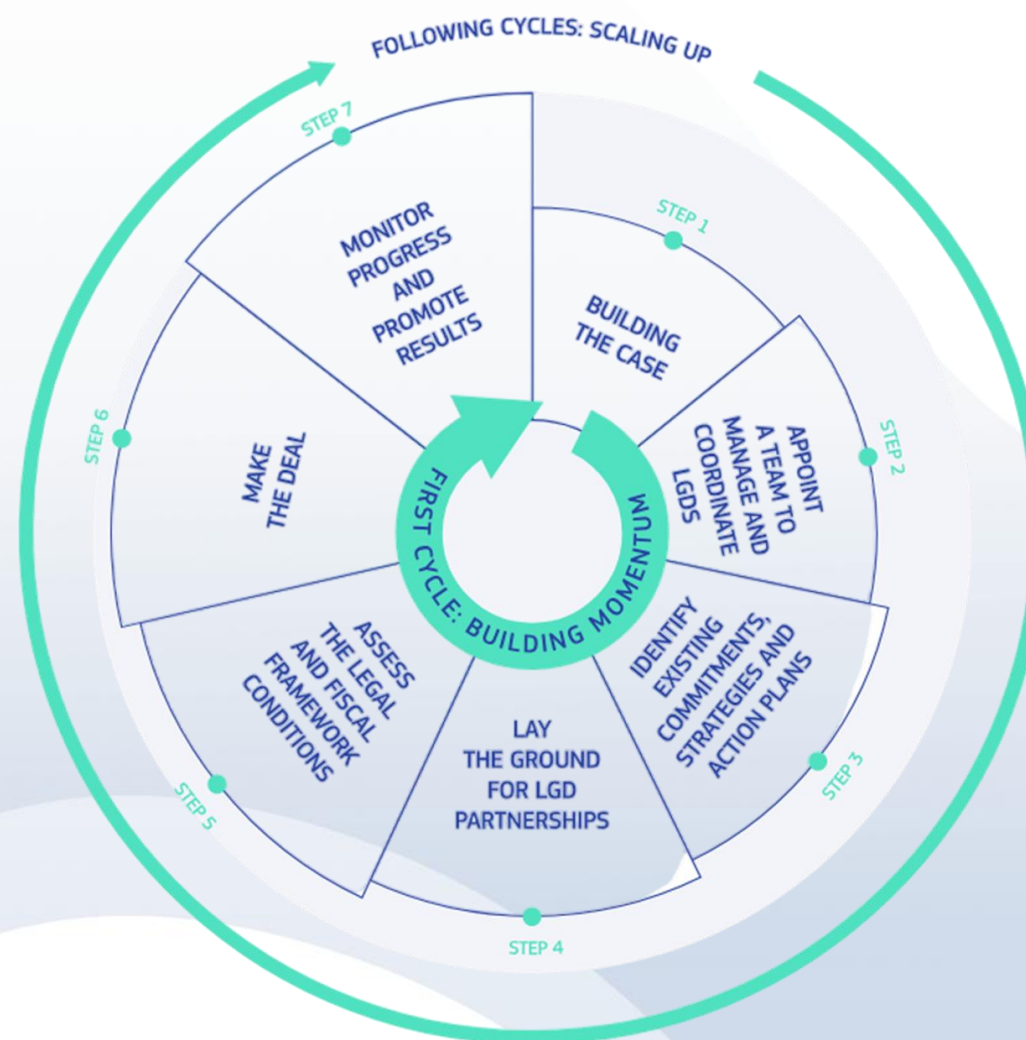 FOLLOWING CYCLES: SCALING UP
STEP 1
BUILDING
THE CASE
STEP 2
APPOINT
A TEAM TO
MANAGE AND
COORDINATE
LGDS
STEP 3
IDENTIFY
EXISTING
COMMITMENTS,
STRATEGIES AND
ACTION PLANS
STEP 4
LAY
THE GROUND
FOR LGD
PARTNERSHIPS
STEP 5
ASSESS
THE LEGAL
AND FISCAL
FRAMEWORK
CONDITIONS
STEP 6
MAKE
THE DEAL
STEP 7
MONITOR
PROGRESS
AND
PROMOTE
RESULTS
FIRST CYCLE: BUILDING MOMENTUM